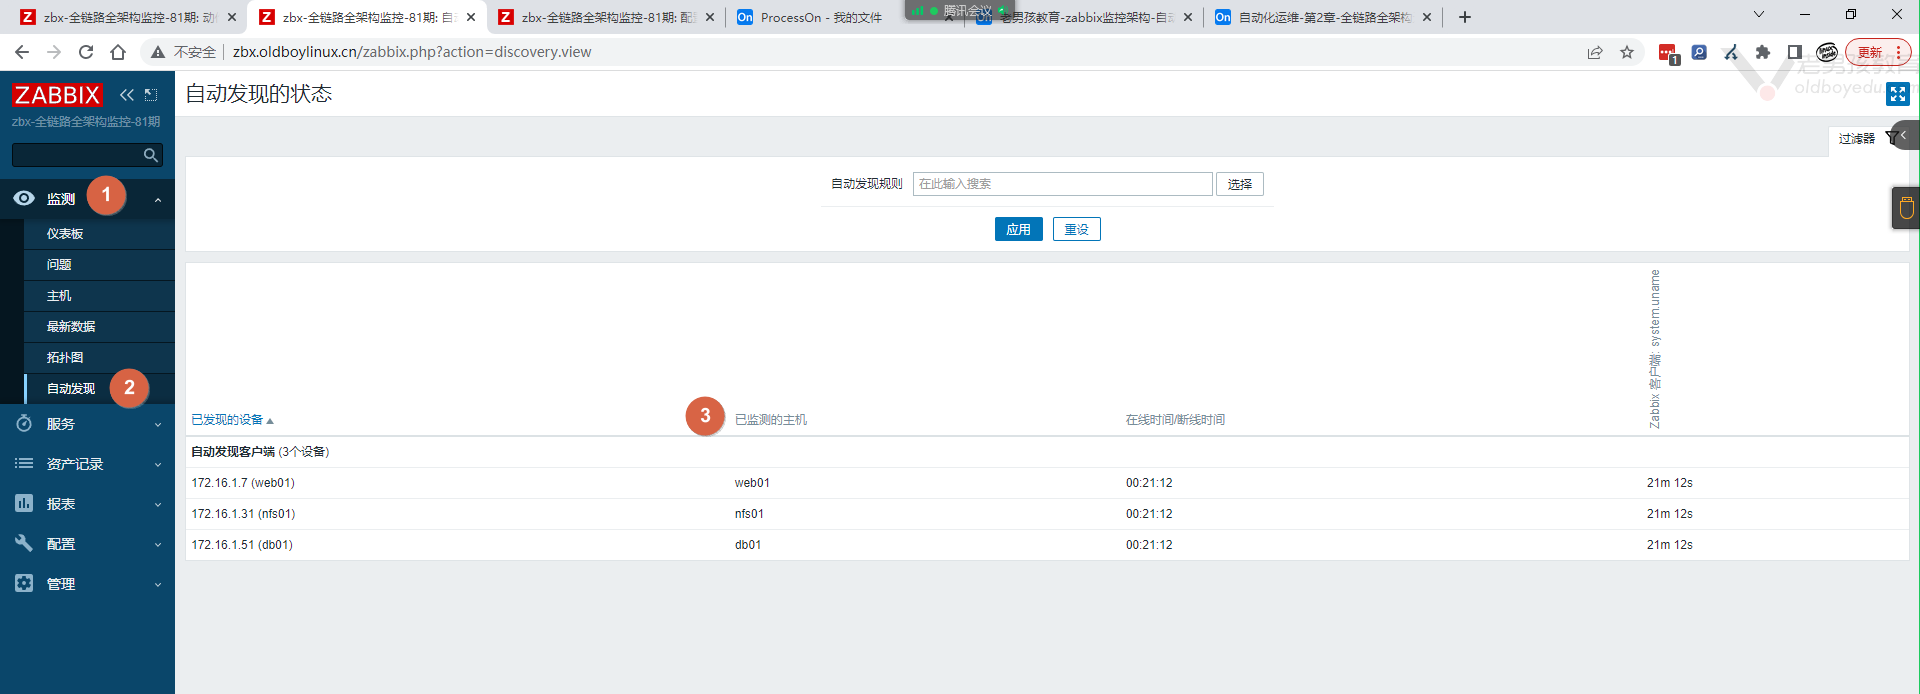 zbx-全链路全架构监控-81期: 动作
zbx-全链路全架构监控-81期: 自动
zbx-全链路全架构监控-81期: 配置
ProcessOn - 我的文件
腾讯会议
老男孩教育-zabbix监控架构-自动
自动化运维-第2章-全链路全架构
不安全
zbx.oldboylinux.cn/zabbix.php?action=discovery.view
1
更新
老男孩教育
oldboyedu.com
ZABBIX
zbx-全链路全架构监控-81期
自动发现的状态
过滤器
自动发现规则
在此输入搜索
选择
应用
重设
监测
1
仪表板
问题
主机
最新数据
拓扑图
自动发现
2
服务
资产记录
报表
配置
管理
已发现的设备
3
已监测的主机
在线时间/断线时间
Zabbix 客户端: system.uname
自动发现客户端 (3个设备)
172.16.1.7 (web01) web01 00:21:12 21m 12s
172.16.1.31 (nfs01) nfs01 00:21:12 21m 12s
172.16.1.51 (db01) db01 00:21:12 21m 12s